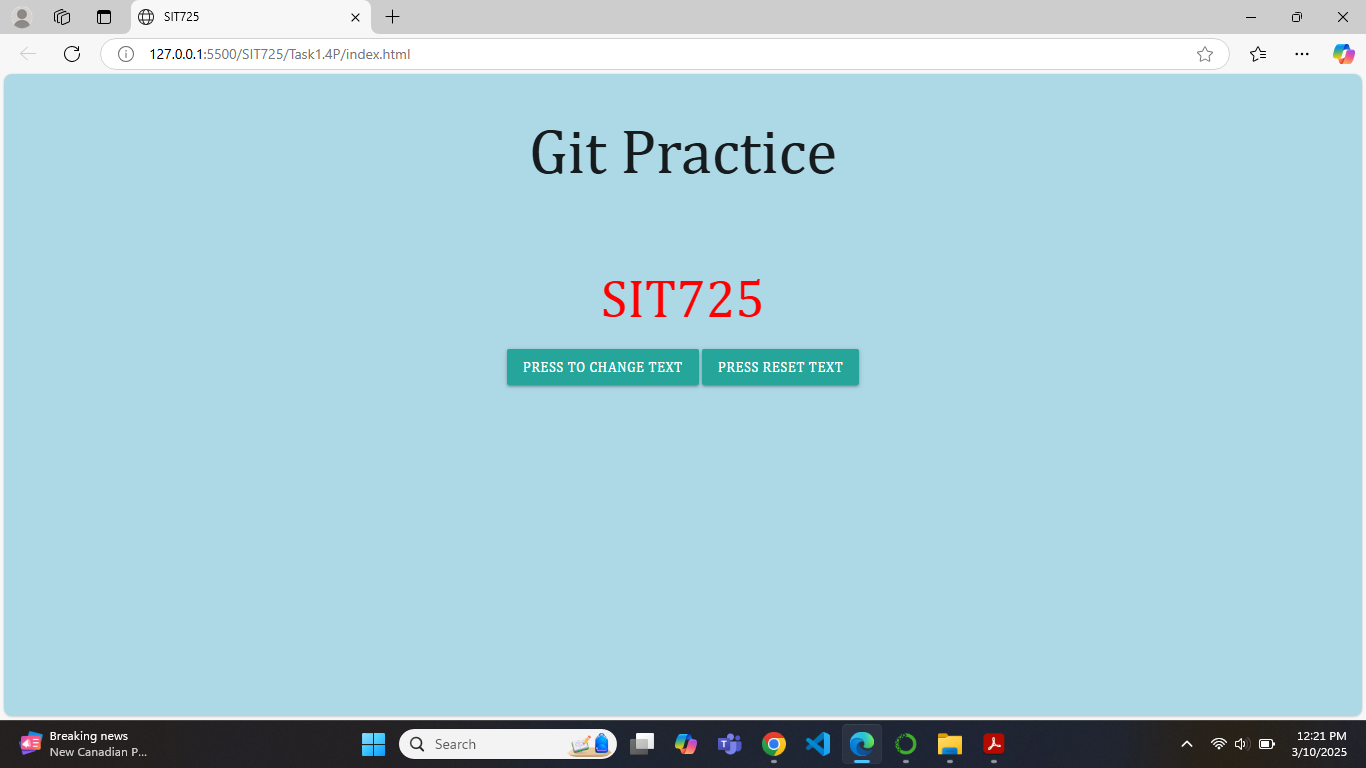 SIT725
127.0.0.1:5500/SIT725/Task1.4P/index.html
Git Practice
SIT725
PRESS TO CHANGE TEXT PRESS RESET TEXT
Breaking news
New Canadian P...
Search
12:21 PM
3/10/2025